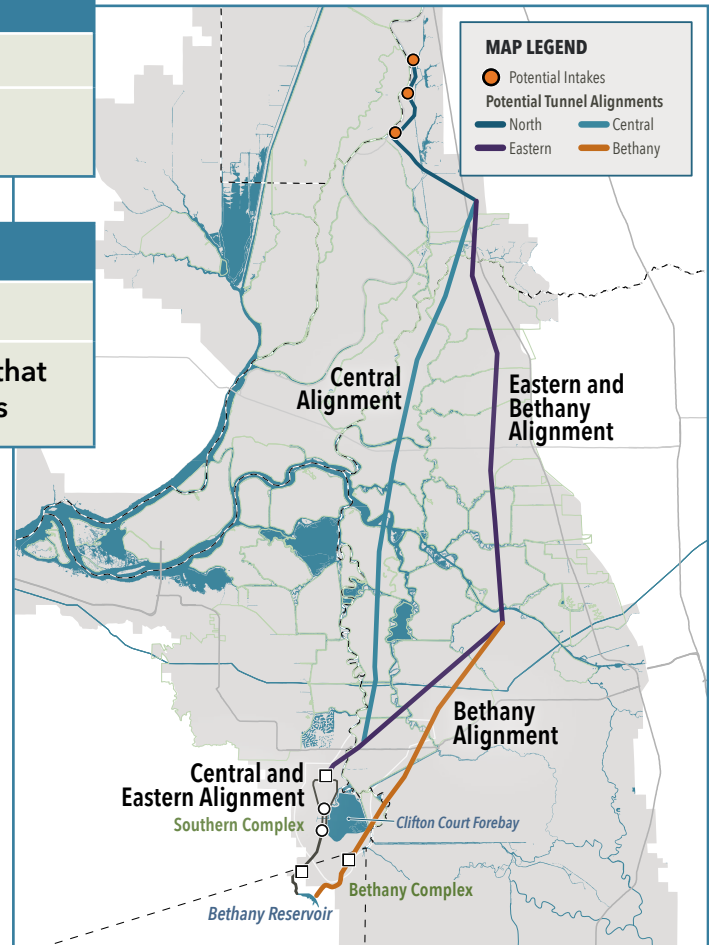 that
s
MAP LEGEND
Potential Intakes
Potential Tunnel Alignments
North
Central
Eastern
Bethany
Central
Alignment
Eastern and
Bethany
Alignment
Bethany
Alignment
Central and
Eastern Alignment
Southern Complex
Clifton Court Forebay
Bethany Complex
Bethany Reservoir